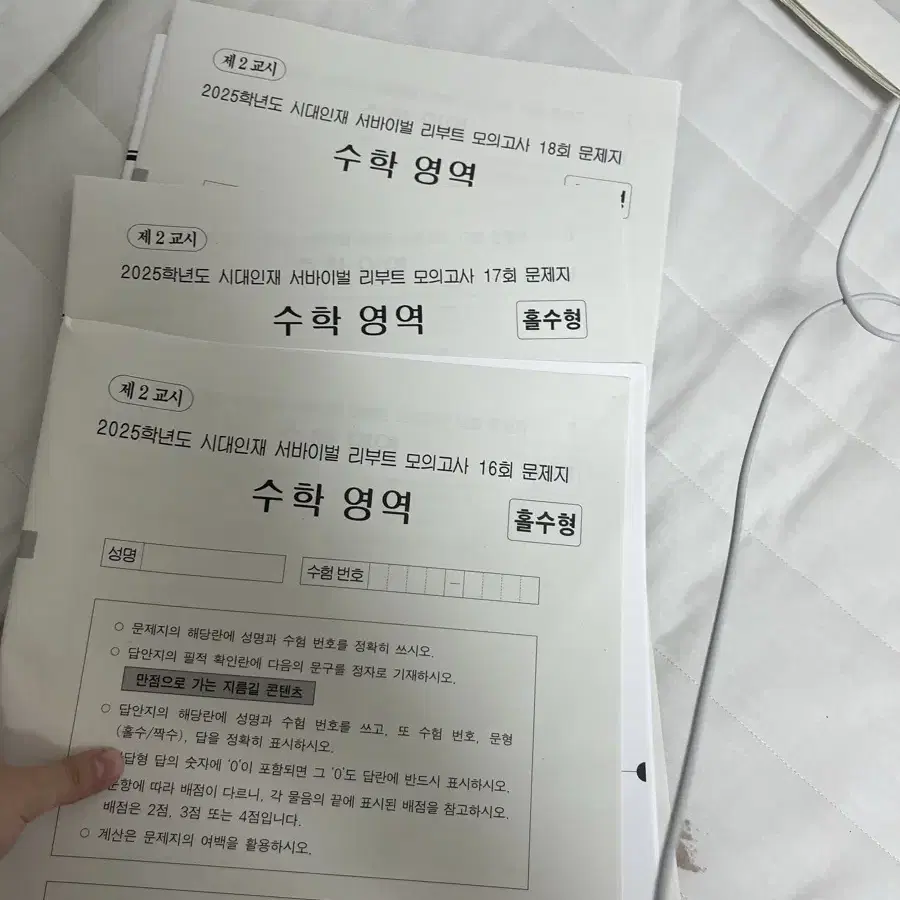 제 2 교시
2025학년도 시대인재 서바이벌 리부트 모의고사 18회 문제지
수학 영역
제 2 교시
2025학년도 시대인재 서바이벌 리부트 모의고사 17회 문제지
수학 영역
홀수형
제 2 교시
2025학년도 시대인재 서바이벌 리부트 모의고사 16회 문제지
수학 영역
홀수형
성명
수험 번호
–
○ 문제지의 해당란에 성명과 수험 번호를 정확히 쓰시오.
○ 답안지의 필적 확인란에 다음의 문구를 정자로 기재하시오.
만점으로 가는 지름길 콘텐츠
○ 답안지의 해당란에 성명과 수험 번호를 쓰고, 또 수험 번호, 문형
(홀수/짝수), 답을 정확히 표시하시오.
답의 숫자에 '0'이 포함되면 그 '0'도 답란에 반드시 표시하시오.
따라 배점이 다르니, 각 물음의 끝에 표시된 배점을 참고하시오.
배점은 2점, 3점 또는 4점입니다.
○ 계산은 문제지의 여백을 활용하시오.